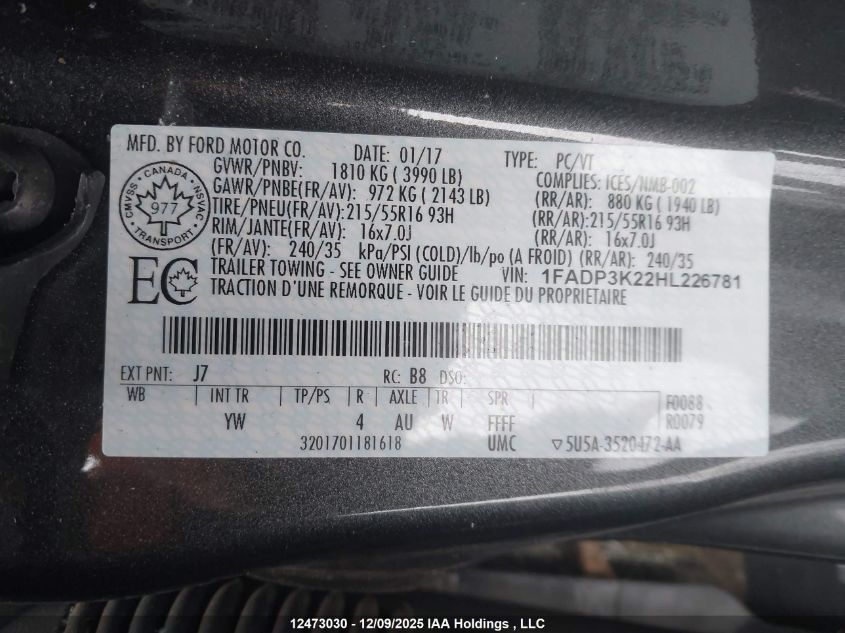 MFD. BY FORD MOTOR CO. DATE: 01/17 TYPE: PC/VT
GVWR/PNBV: 1810 KG ( 3990 LB) COMPLIES: ICES/NMB-002
GAWR/PNBE(FR/AV): 972 KG ( 2143 LB) (RR/AR): 880 KG ( 1940 LB)
TIRE/PNEU(FR/AV):215/55R16 93H (RR/AR):215/55R16 93H
RIM/JANTE(FR/AV): 16x7.0J (RR/AR): 16x7.0J
(FR/AV): 240/35 kPa/PSI (COLD)/lb/po (A FROID) (RR/AR): 240/35
TRAILER TOWING - SEE OWNER GUIDE VIN: 1FADP3K22HL226781
TRACTION D'UNE REMORQUE - VOIR LE GUIDE DU PROPRIETAIRE
CANADA
CMVSS NSVAC
977
TRANSPORT
EC
EXT PNT: J7 RC: B8 DSO:
WB INT TR TP/PS R AXLE TR SPR F0088
YW 4 AU W FFFF R0079
3201701181618 UMC ▽5U5A-3520472-AA
12473030 - 12/09/2025 IAA Holdings , LLC